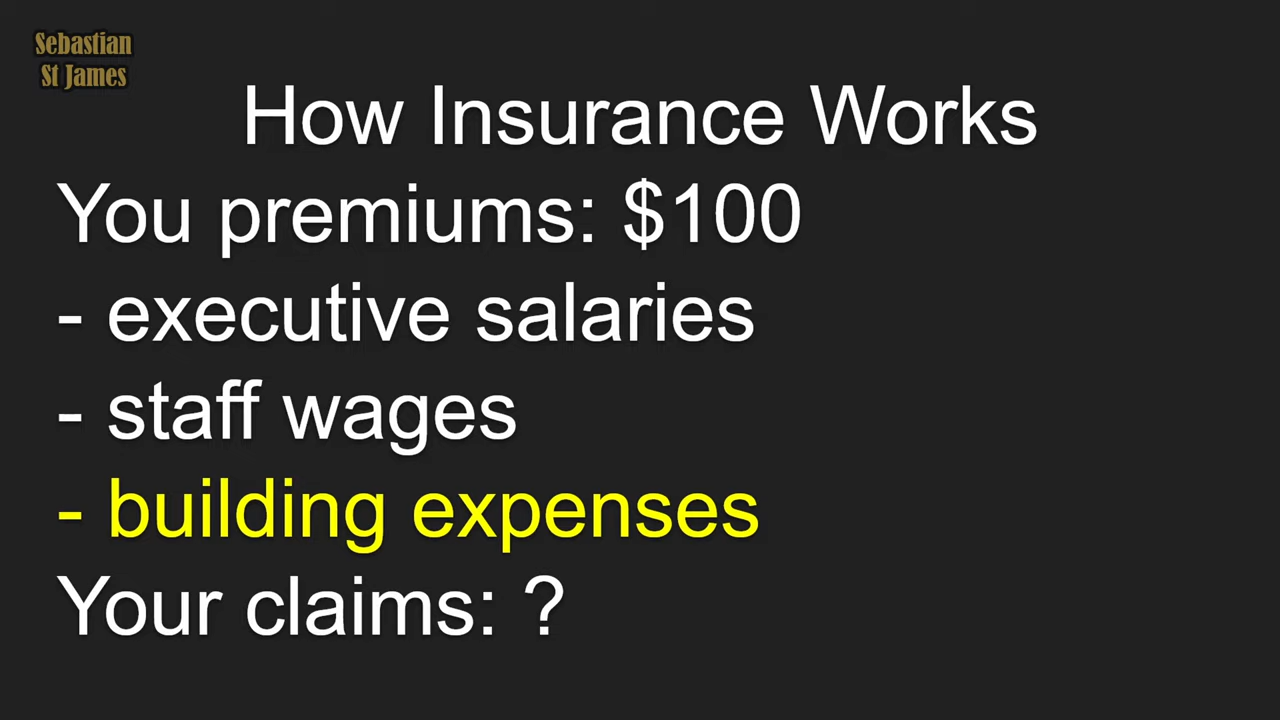 Sebastian
St James
How Insurance Works
You premiums: $100
- executive salaries
- staff wages
- building expenses
Your claims: ?